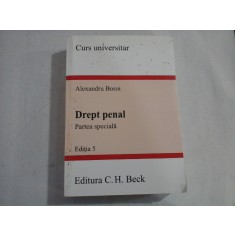 Curs universitar
Alexandru Boroi
Drept penal
Partea specială
Ediția 5
Editura C. H. Beck